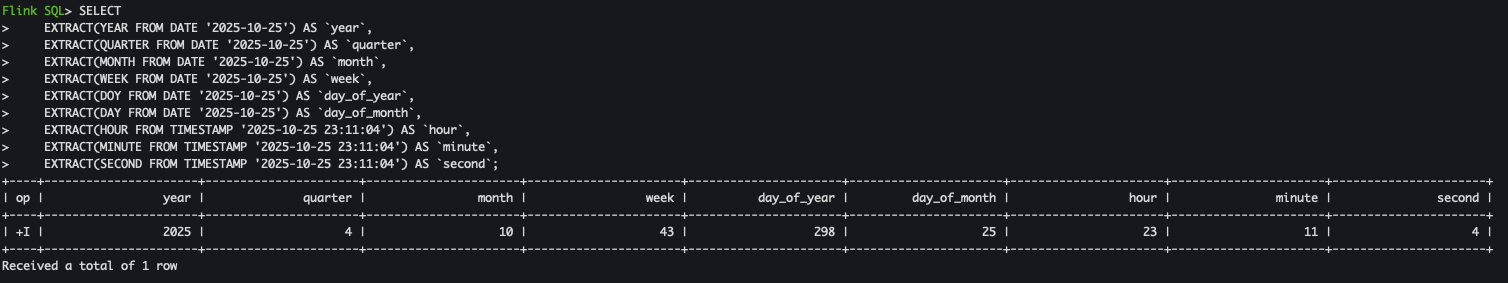 Flink SQL> SELECT
>     EXTRACT(YEAR FROM DATE '2025-10-25') AS `year`,
>     EXTRACT(QUARTER FROM DATE '2025-10-25') AS `quarter`,
>     EXTRACT(MONTH FROM DATE '2025-10-25') AS `month`,
>     EXTRACT(WEEK FROM DATE '2025-10-25') AS `week`,
>     EXTRACT(DOY FROM DATE '2025-10-25') AS `day_of_year`,
>     EXTRACT(DAY FROM DATE '2025-10-25') AS `day_of_month`,
>     EXTRACT(HOUR FROM TIMESTAMP '2025-10-25 23:11:04') AS `hour`,
>     EXTRACT(MINUTE FROM TIMESTAMP '2025-10-25 23:11:04') AS `minute`,
>     EXTRACT(SECOND FROM TIMESTAMP '2025-10-25 23:11:04') AS `second`;
+----+----------------------+----------------------+----------------------+----------------------+----------------------+----------------------+----------------------+----------------------+----------------------+
| op |                 year |              quarter |                month |                 week |          day_of_year |         day_of_month |                 hour |               minute |               second |
+----+----------------------+----------------------+----------------------+----------------------+----------------------+----------------------+----------------------+----------------------+----------------------+
| +I |                 2025 |                    4 |                   10 |                   43 |                  298 |                   25 |                   23 |                   11 |                    4 |
+----+----------------------+----------------------+----------------------+----------------------+----------------------+----------------------+----------------------+----------------------+----------------------+
Received a total of 1 row